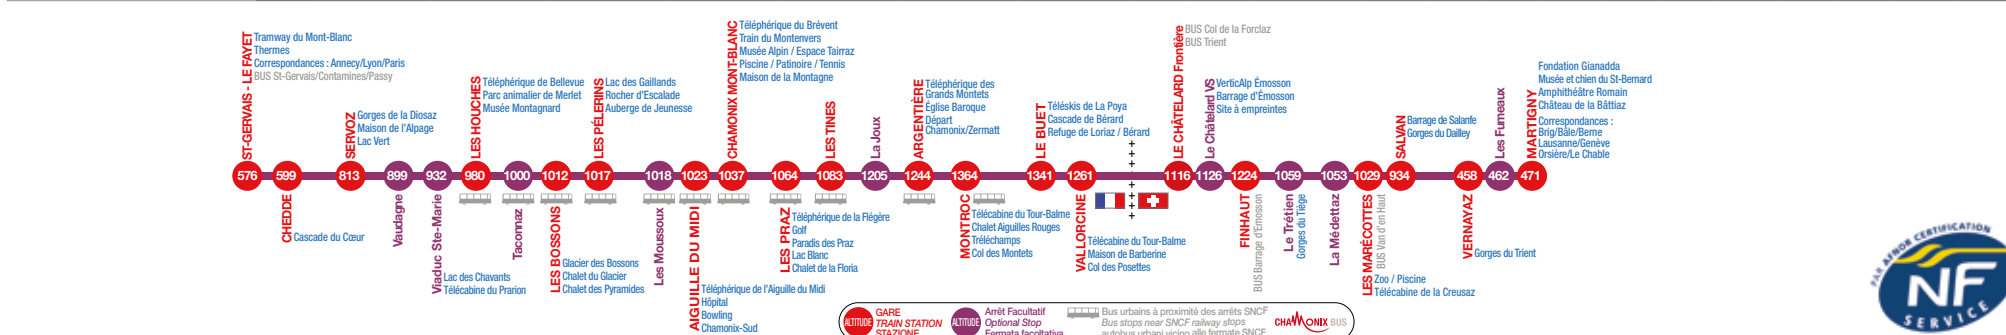 ST-GERVAIS - LE FAYET
Tramway du Mont-Blanc
Thermes
Correspondances : Annecy/Lyon/Paris
BUS St-Gervais/Contamines/Passy
576
599
CHEDDE
Cascade du Cœur
813
SERVOZ
Gorges de la Diosaz
Maison de l'Alpage
Lac Vert
899
Vaudagne
932
Viaduc Ste-Marie
Lac des Chavants
Télécabine du Prarion
980
LES HOUCHES
Téléphérique de Bellevue
Parc animalier de Merlet
Musée Montagnard
1000
Taconnaz
1012
LES BOSSONS
Glacier des Bossons
Chalet du Glacier
Chalet des Pyramides
1017
LES PÉLERINS
Lac des Gaillands
Rocher d'Escalade
Auberge de Jeunesse
1018
Les Moussoux
1023
AIGUILLE DU MIDI
Téléphérique de l'Aiguille du Midi
Hôpital
Bowling
Chamonix-Sud
1037
CHAMONIX MONT-BLANC
Téléphérique du Brévent
Train du Montenvers
Musée Alpin / Espace Tairraz
Piscine / Patinoire / Tennis
Maison de la Montagne
1064
LES PRAZ
Téléphérique de la Flégère
Golf
Paradis des Praz
Lac Blanc
Chalet de la Floria
1083
LES TINES
1205
La Joux
1244
ARGENTIÈRE
Téléphérique des
Grands Montets
Église Baroque
Départ
Chamonix/Zermatt
1364
MONTROC
Télécabine du Tour-Balme
Chalet Aiguilles Rouges
Tréléchamps
Col des Montets
1341
LE BUET
Téléskis de La Poya
Cascade de Bérard
Refuge de Loriaz / Bérard
1261
VALLORCINE
Télécabine du Tour-Balme
Maison de Barberine
Col des Posettes
1116
LE CHÂTELARD Frontière
BUS Col de la Forclaz
BUS Trient
1126
Le Châtelard VS
VerticAlp Émosson
Barrage d'Émosson
Site à empreintes
1224
FINHAUT
BUS Barrage d'Emosson
1059
Le Trétien
Gorges du Tiège
1053
La Médettaz
1029
LES MARÉCOTTES
BUS Van d'en Haut
Zoo / Piscine
Télécabine de la Creusaz
934
SALVAN
Barrage de Salanfe
Gorges du Dailley
458
VERNAYAZ
Gorges du Trient
462
Les Fumeaux
471
MARTIGNY
Fondation Gianadda
Musée et chien du St-Bernard
Amphithéâtre Romain
Château de la Bâttiaz
Correspondances :
Brig/Bâle/Berne
Lausanne/Genève
Orsière/Le Chable
ALTITUDE
GARE
TRAIN STATION
STAZIONE
ALTITUDE
Arrêt Facultatif
Optional Stop
Fermata facoltativa
Bus urbains à proximité des arrêts SNCF
Bus stops near SNCF railway stops
autobus urbani vicino alle fermate SNCF
CHAMONIX BUS
PAR AFNOR CERTIFICATION
NF
SERVICE